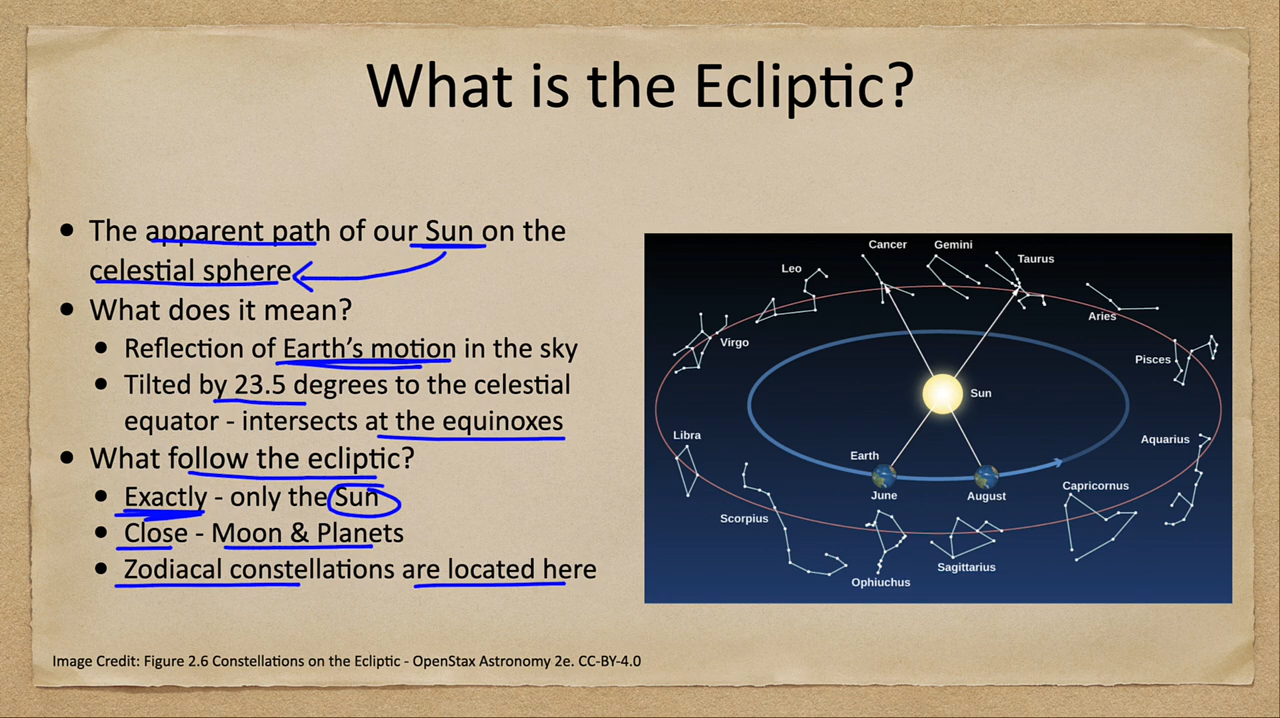 What is the Ecliptic?
• The apparent path of our Sun on the
celestial sphere
• What does it mean?
• Reflection of Earth's motion in the sky
• Tilted by 23.5 degrees to the celestial
equator - intersects at the equinoxes
• What follow the ecliptic?
• Exactly - only the Sun
• Close - Moon & Planets
• Zodiacal constellations are located here
Cancer
Gemini
Taurus
Leo
Aries
Virgo
Pisces
Sun
Libra
Aquarius
Earth
June
August
Capricornus
Scorpius
Sagittarius
Ophiuchus
Image Credit: Figure 2.6 Constellations on the Ecliptic - OpenStax Astronomy 2e. CC-BY-4.0